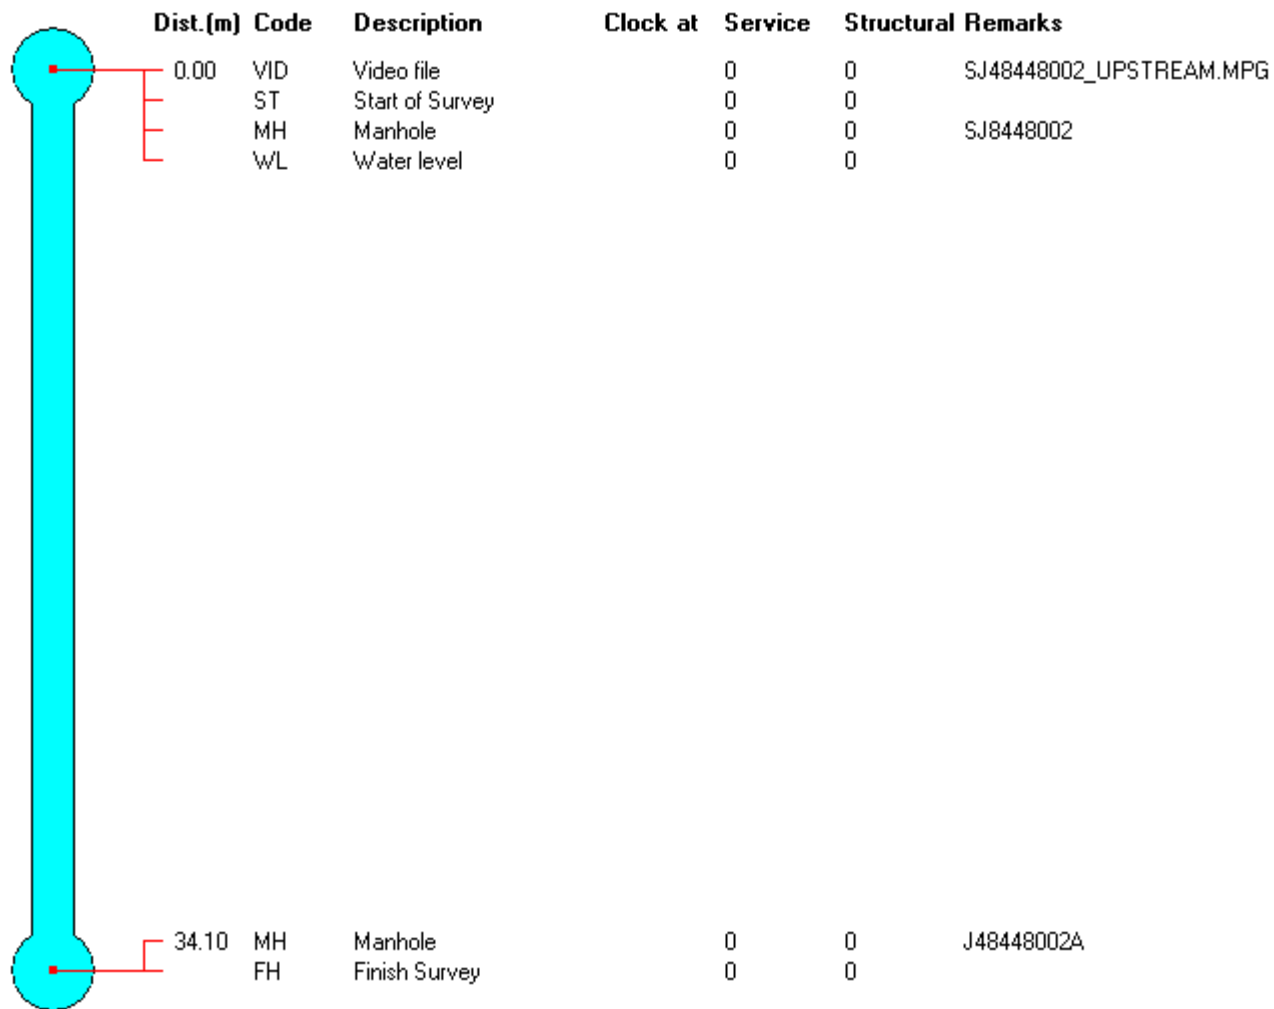 Dist.(m) Code Description Clock at Service Structural Remarks
0.00 VID Video file 0 0 SJ48448002_UPSTREAM.MPG
ST Start of Survey 0 0
MH Manhole 0 0 SJ8448002
WL Water level 0 0
34.10 MH Manhole 0 0 J48448002A
FH Finish Survey 0 0